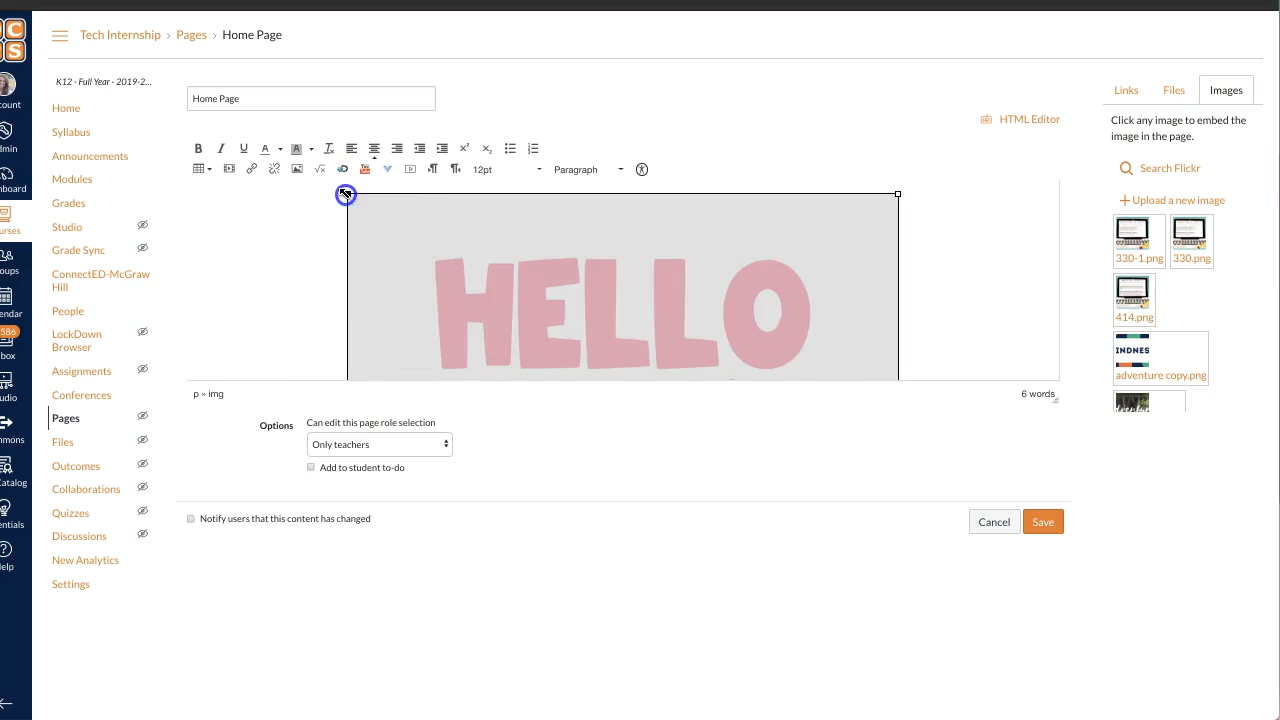 Tech Internship > Pages > Home Page
K12 - Full Year - 2019-2...
Home
Syllabus
Announcements
Modules
Grades
Studio
Grade Sync
ConnectED-McGraw
Hill
People
LockDown
Browser
Assignments
Conferences
Pages
Files
Outcomes
Collaborations
Quizzes
Discussions
New Analytics
Settings
586
Home Page
HTML Editor
B I U A A
12pt
Paragraph
HELLO
p » img
6 words
Options
Can edit this page role selection
Only teachers
Add to student to-do
Notify users that this content has changed
Cancel
Save
Links
Files
Images
Click any image to embed the
image in the page.
Search Flickr
Upload a new image
330-1.png
330.png
414.png
INDNES
adventure copy.png